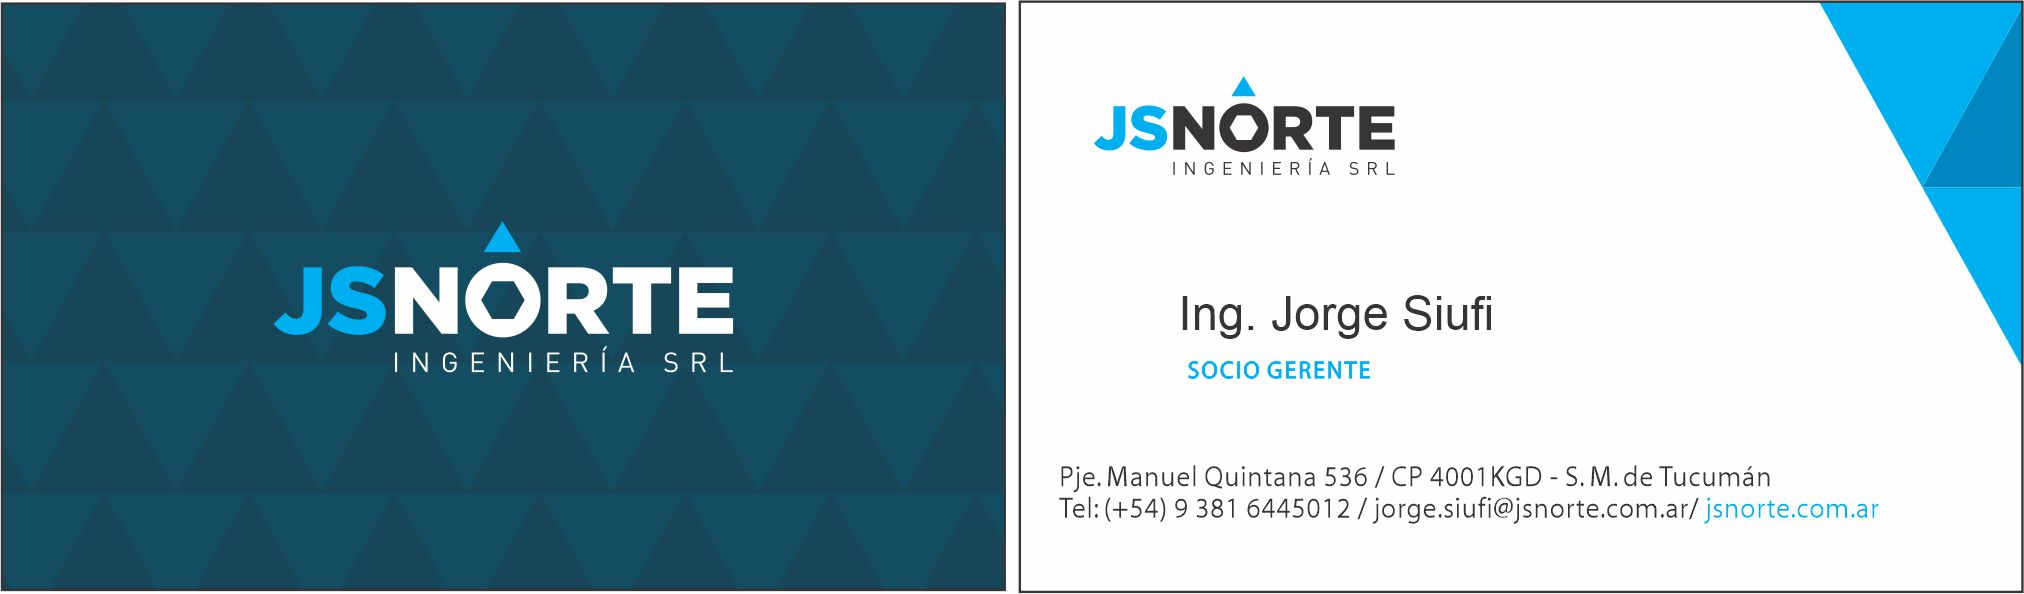 JSNORTE
INGENIERÍA SRL
JSNORTE
INGENIERÍA SRL
Ing. Jorge Siufi
SOCIO GERENTE
Pje. Manuel Quintana 536 / CP 4001KGD - S. M. de Tucumán
Tel: (+54) 9 381 6445012 / jorge.siufi@jsnorte.com.ar/ jsnorte.com.ar